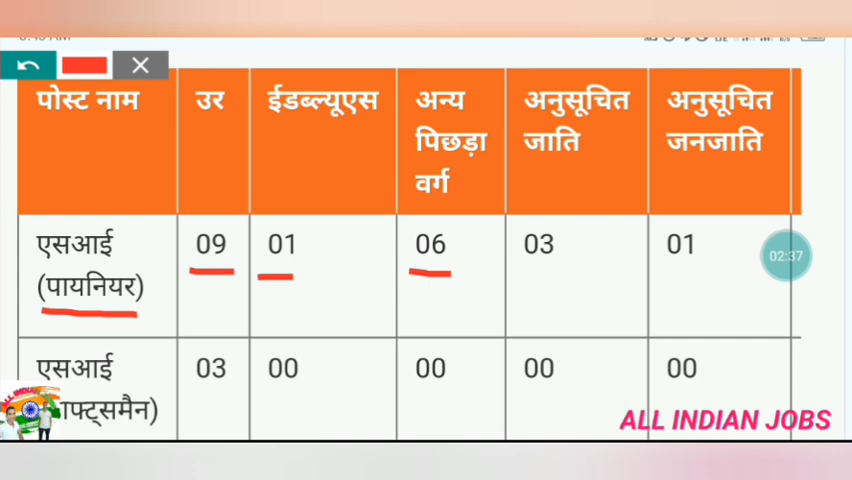 पोस्ट नाम उर ईडब्ल्यूएस अन्य पिछड़ा वर्ग अनुसूचित जाति अनुसूचित जनजाति
एसआई (पायनियर) 09 01 06 03 01
02:37
एसआई 03 00 00 00 00
ALL INDIAN JOBS